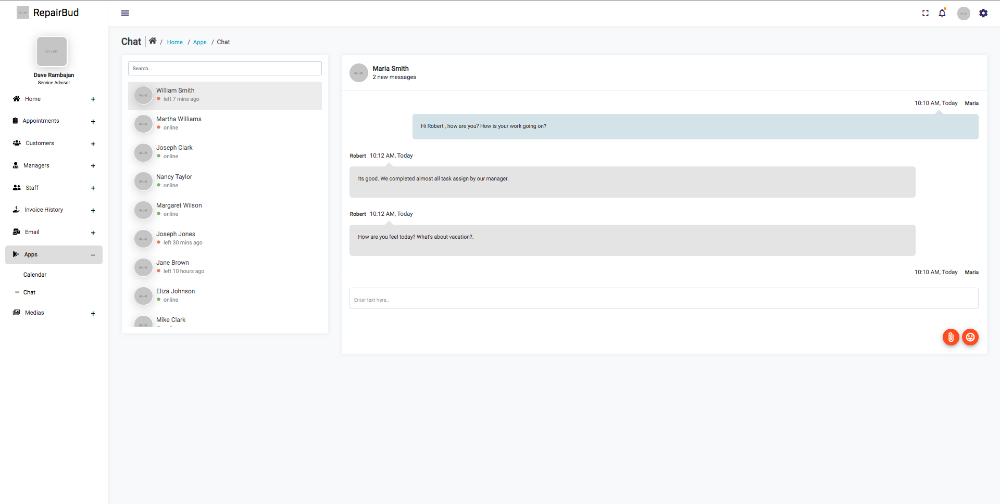 RepairBud
Dave Rambajan
Service Advisor
Home +
Appointments +
Customers +
Managers +
Staff +
Invoice History +
Email +
Apps −
Calendar
− Chat
Medias +
Chat / Home / Apps / Chat
Search...
William Smith
left 7 mins ago
Martha Williams
online
Joseph Clark
online
Nancy Taylor
online
Margaret Wilson
online
Joseph Jones
left 30 mins ago
Jane Brown
left 10 hours ago
Eliza Johnson
online
Mike Clark
Maria Smith
2 new messages
10:10 AM, Today Maria
Hi Robert , how are you? How is your work going on?
Robert 10:12 AM, Today
Its good. We completed almost all task assign by our manager.
Robert 10:12 AM, Today
How are you feel today? What's about vacation?.
10:10 AM, Today Maria
Enter text here..